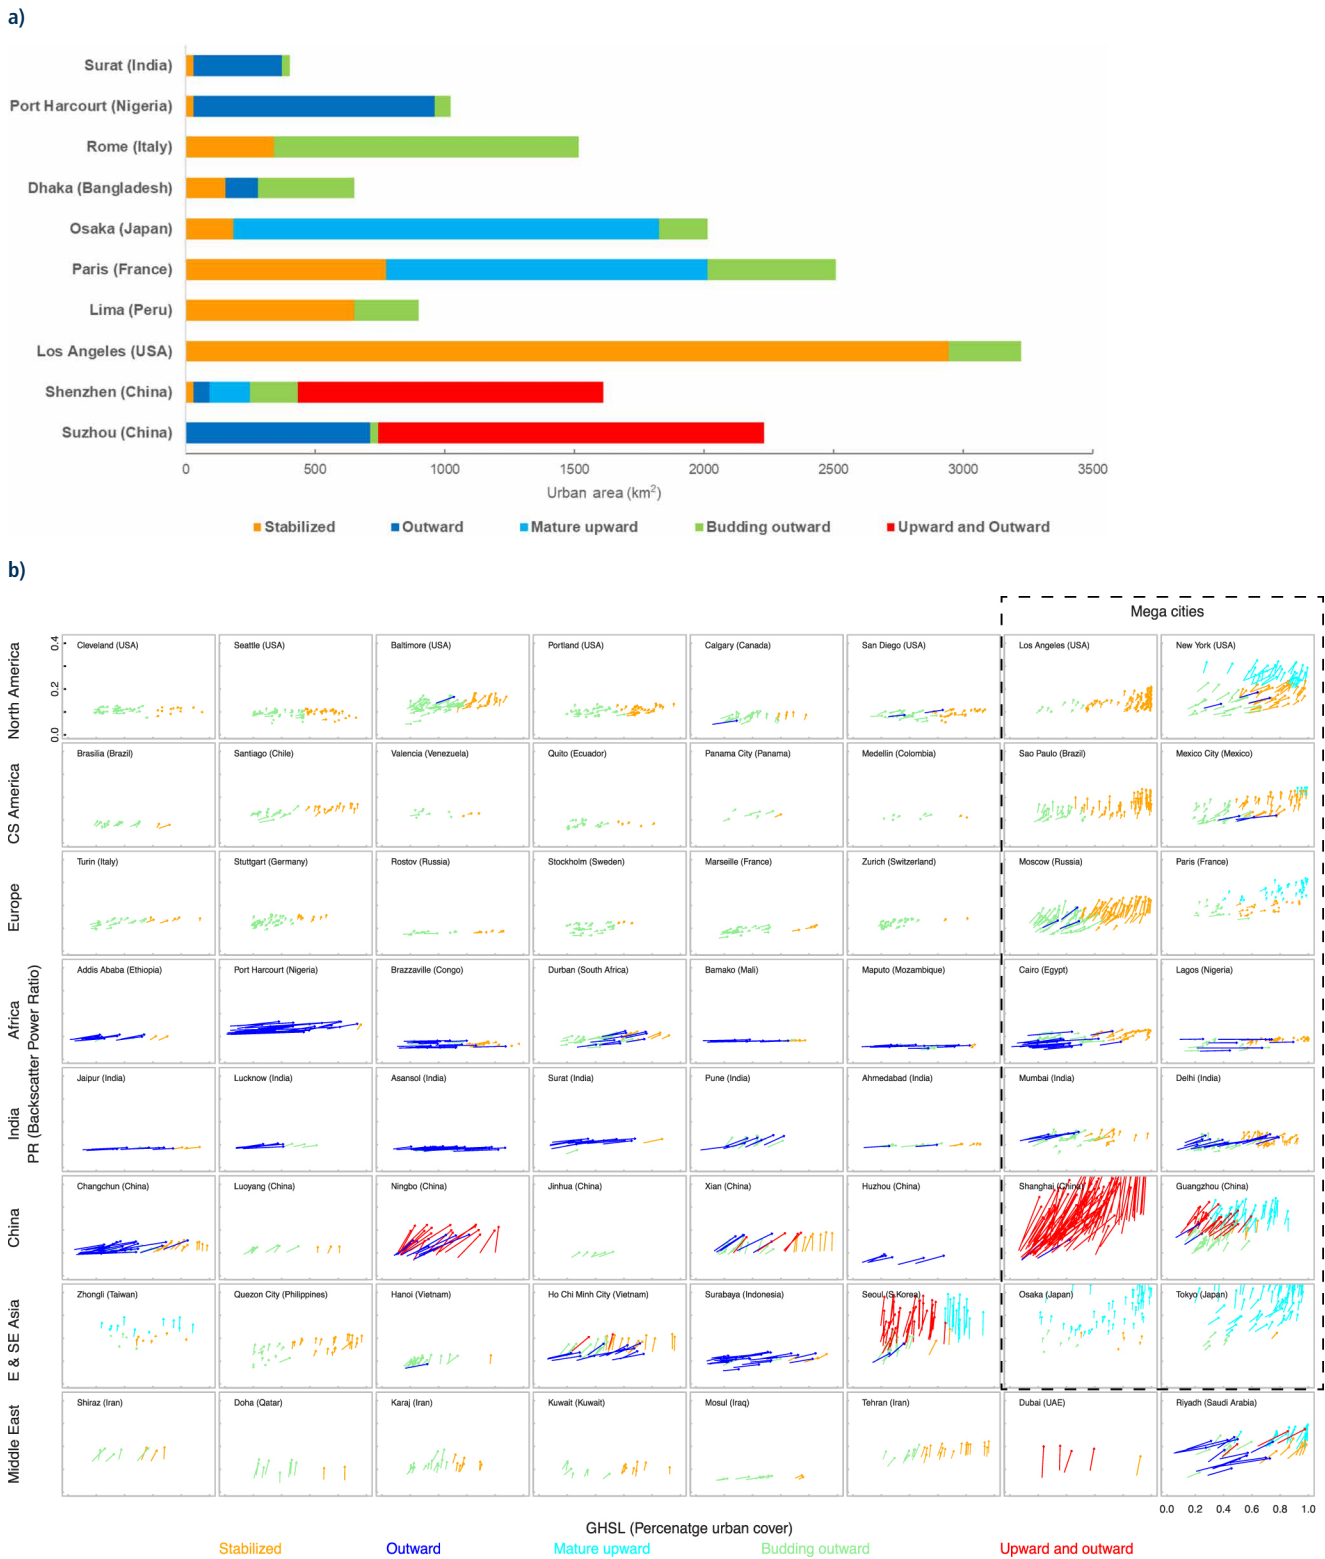 a)
Surat (India)
Port Harcourt (Nigeria)
Rome (Italy)
Dhaka (Bangladesh)
Osaka (Japan)
Paris (France)
Lima (Peru)
Los Angeles (USA)
Shenzhen (China)
Suzhou (China)
0 500 1000 1500 2000 2500 3000 3500
Urban area (km²)
Stabilized Outward Mature upward Budding outward Upward and Outward
b)
Mega cities
North America
0.4
0.2
0.0
Cleveland (USA) Seattle (USA) Baltimore (USA) Portland (USA) Calgary (Canada) San Diego (USA) Los Angeles (USA) New York (USA)
CS America
Brasilia (Brazil) Santiago (Chile) Valencia (Venezuela) Quito (Ecuador) Panama City (Panama) Medellin (Colombia) Sao Paulo (Brazil) Mexico City (Mexico)
Europe
Turin (Italy) Stuttgart (Germany) Rostov (Russia) Stockholm (Sweden) Marseille (France) Zurich (Switzerland) Moscow (Russia) Paris (France)
PR (Backscatter Power Ratio)
Africa
Addis Ababa (Ethiopia) Port Harcourt (Nigeria) Brazzaville (Congo) Durban (South Africa) Bamako (Mali) Maputo (Mozambique) Cairo (Egypt) Lagos (Nigeria)
India
Jaipur (India) Lucknow (India) Asansol (India) Surat (India) Pune (India) Ahmedabad (India) Mumbai (India) Delhi (India)
China
Changchun (China) Luoyang (China) Ningbo (China) Jinhua (China) Xian (China) Huzhou (China) Shanghai (China) Guangzhou (China)
E & SE Asia
Zhongli (Taiwan) Quezon City (Philippines) Hanoi (Vietnam) Ho Chi Minh City (Vietnam) Surabaya (Indonesia) Seoul (S.Korea) Osaka (Japan) Tokyo (Japan)
Middle East
Shiraz (Iran) Doha (Qatar) Karaj (Iran) Kuwait (Kuwait) Mosul (Iraq) Tehran (Iran) Dubai (UAE) Riyadh (Saudi Arabia)
0.0 0.2 0.4 0.6 0.8 1.0
GHSL (Percenatge urban cover)
Stabilized Outward Mature upward Budding outward Upward and outward